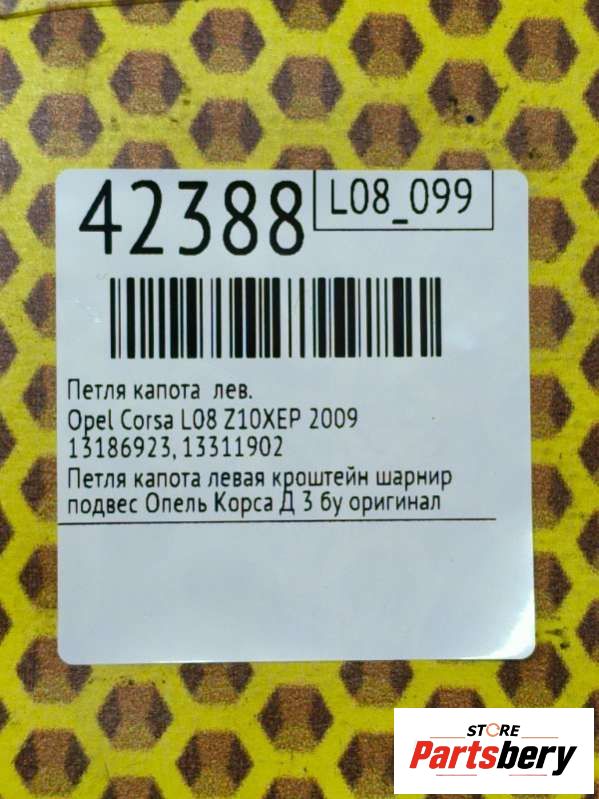 42388
L08_099
Петля капота лев.
Opel Corsa L08 Z10XEP 2009
13186923, 13311902
Петля капота левая кроштейн шарнир
подвес Опель Корса Д 3 бу оригинал
STORE
Partsbery